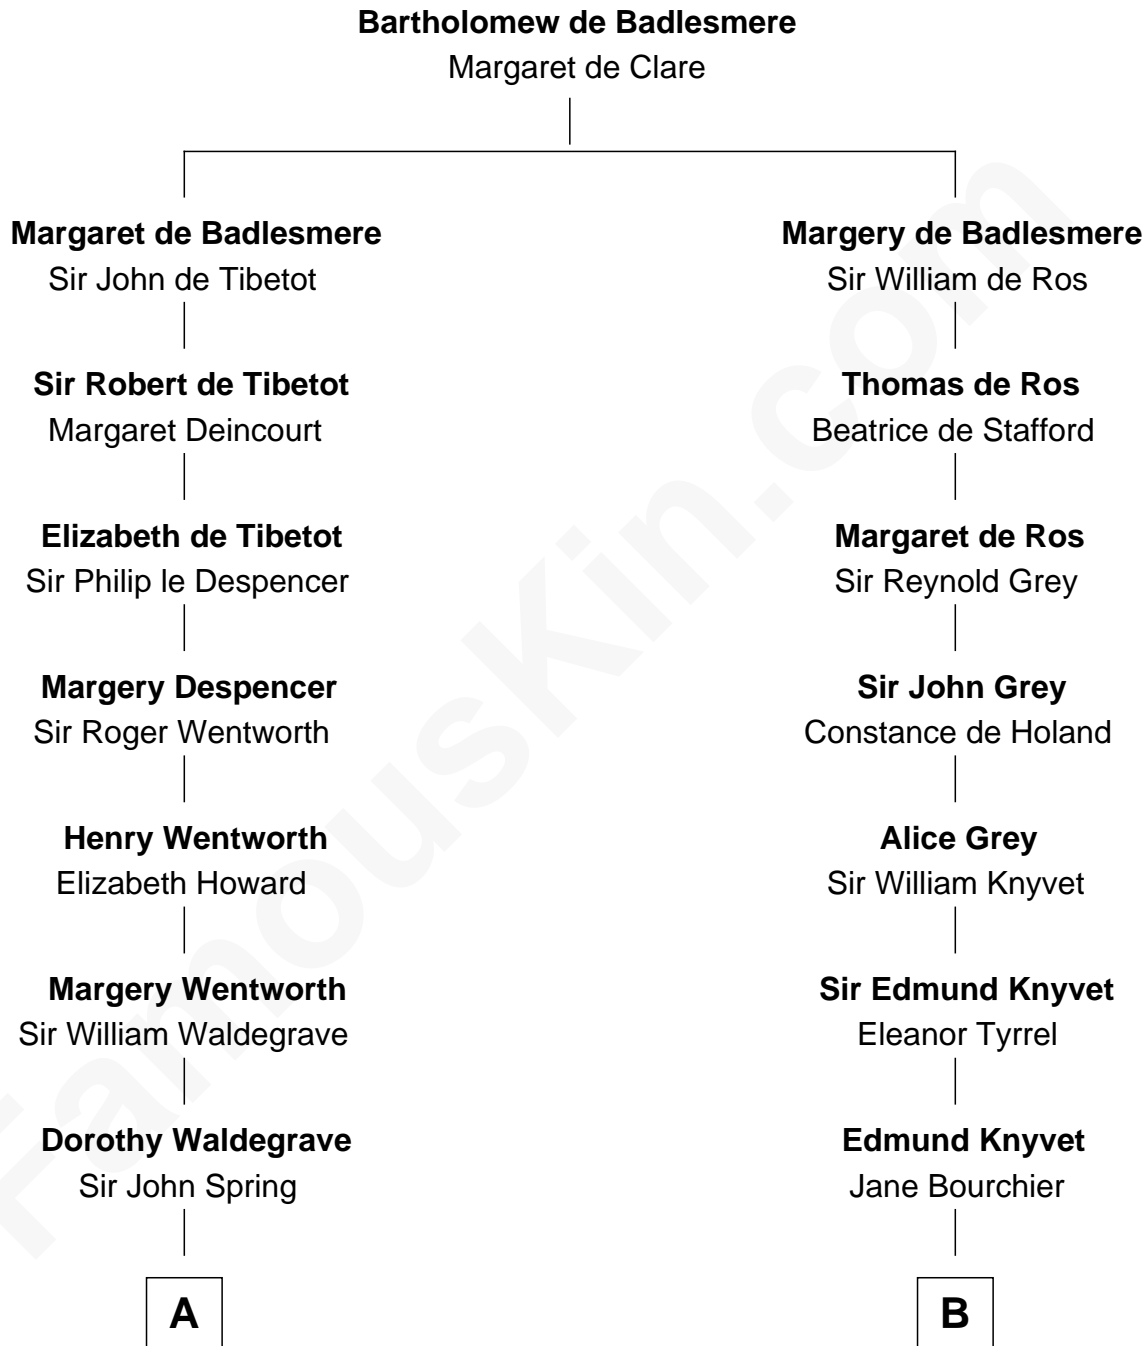 Bartholomew de Badlesmere
Margaret de Clare
Margaret de Badlesmere
Sir John de Tibetot
Margery de Badlesmere
Sir William de Ros
Sir Robert de Tibetot
Margaret Deincourt
Thomas de Ros
Beatrice de Stafford
Elizabeth de Tibetot
Sir Philip le Despencer
Margaret de Ros
Sir Reynold Grey
Margery Despencer
Sir Roger Wentworth
Sir John Grey
Constance de Holand
Henry Wentworth
Elizabeth Howard
Alice Grey
Sir William Knyvet
Margery Wentworth
Sir William Waldegrave
Sir Edmund Knyvet
Eleanor Tyrrel
Dorothy Waldegrave
Sir John Spring
Edmund Knyvet
Jane Bourchier
A
B
FamousKin.com